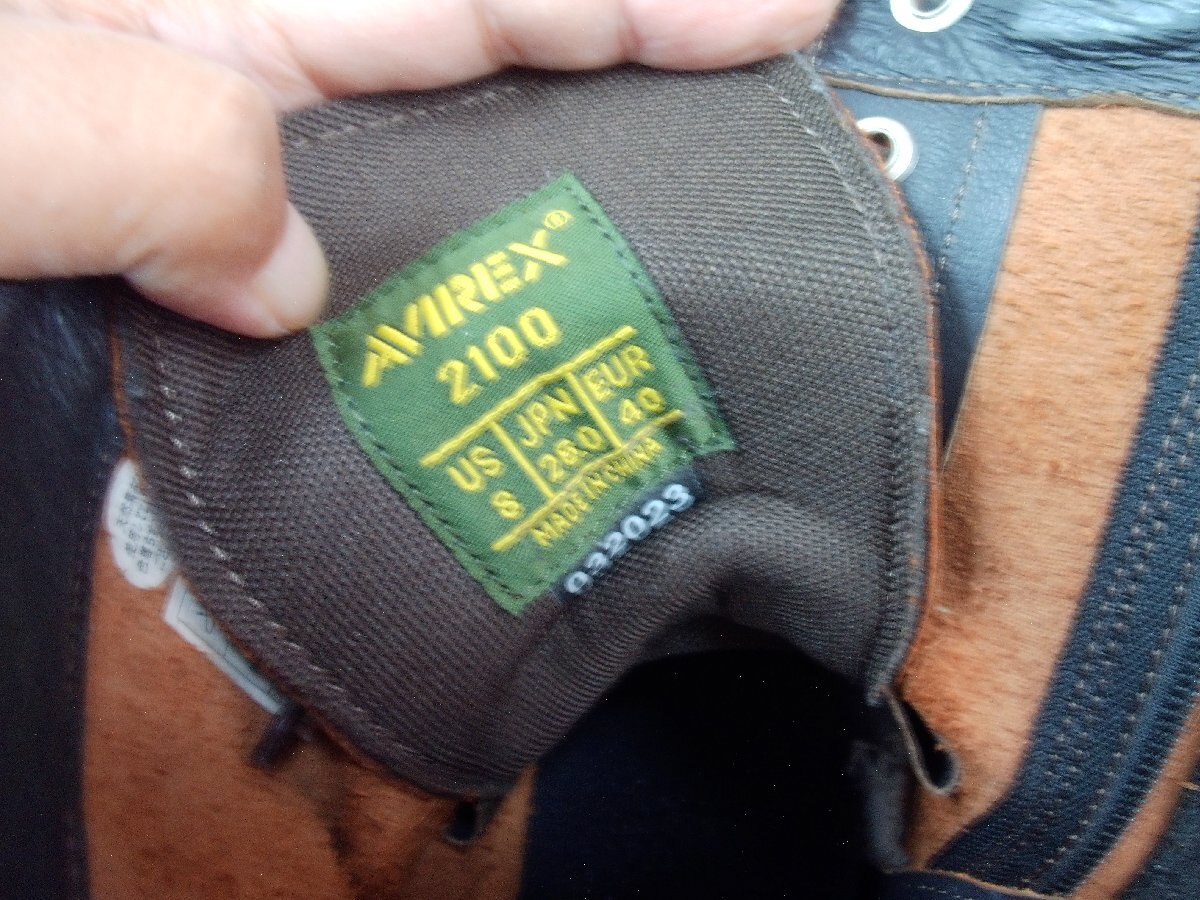 AVIREX®
2100
US JPN EUR
8 26.0 40
MADE IN CHINA
032023